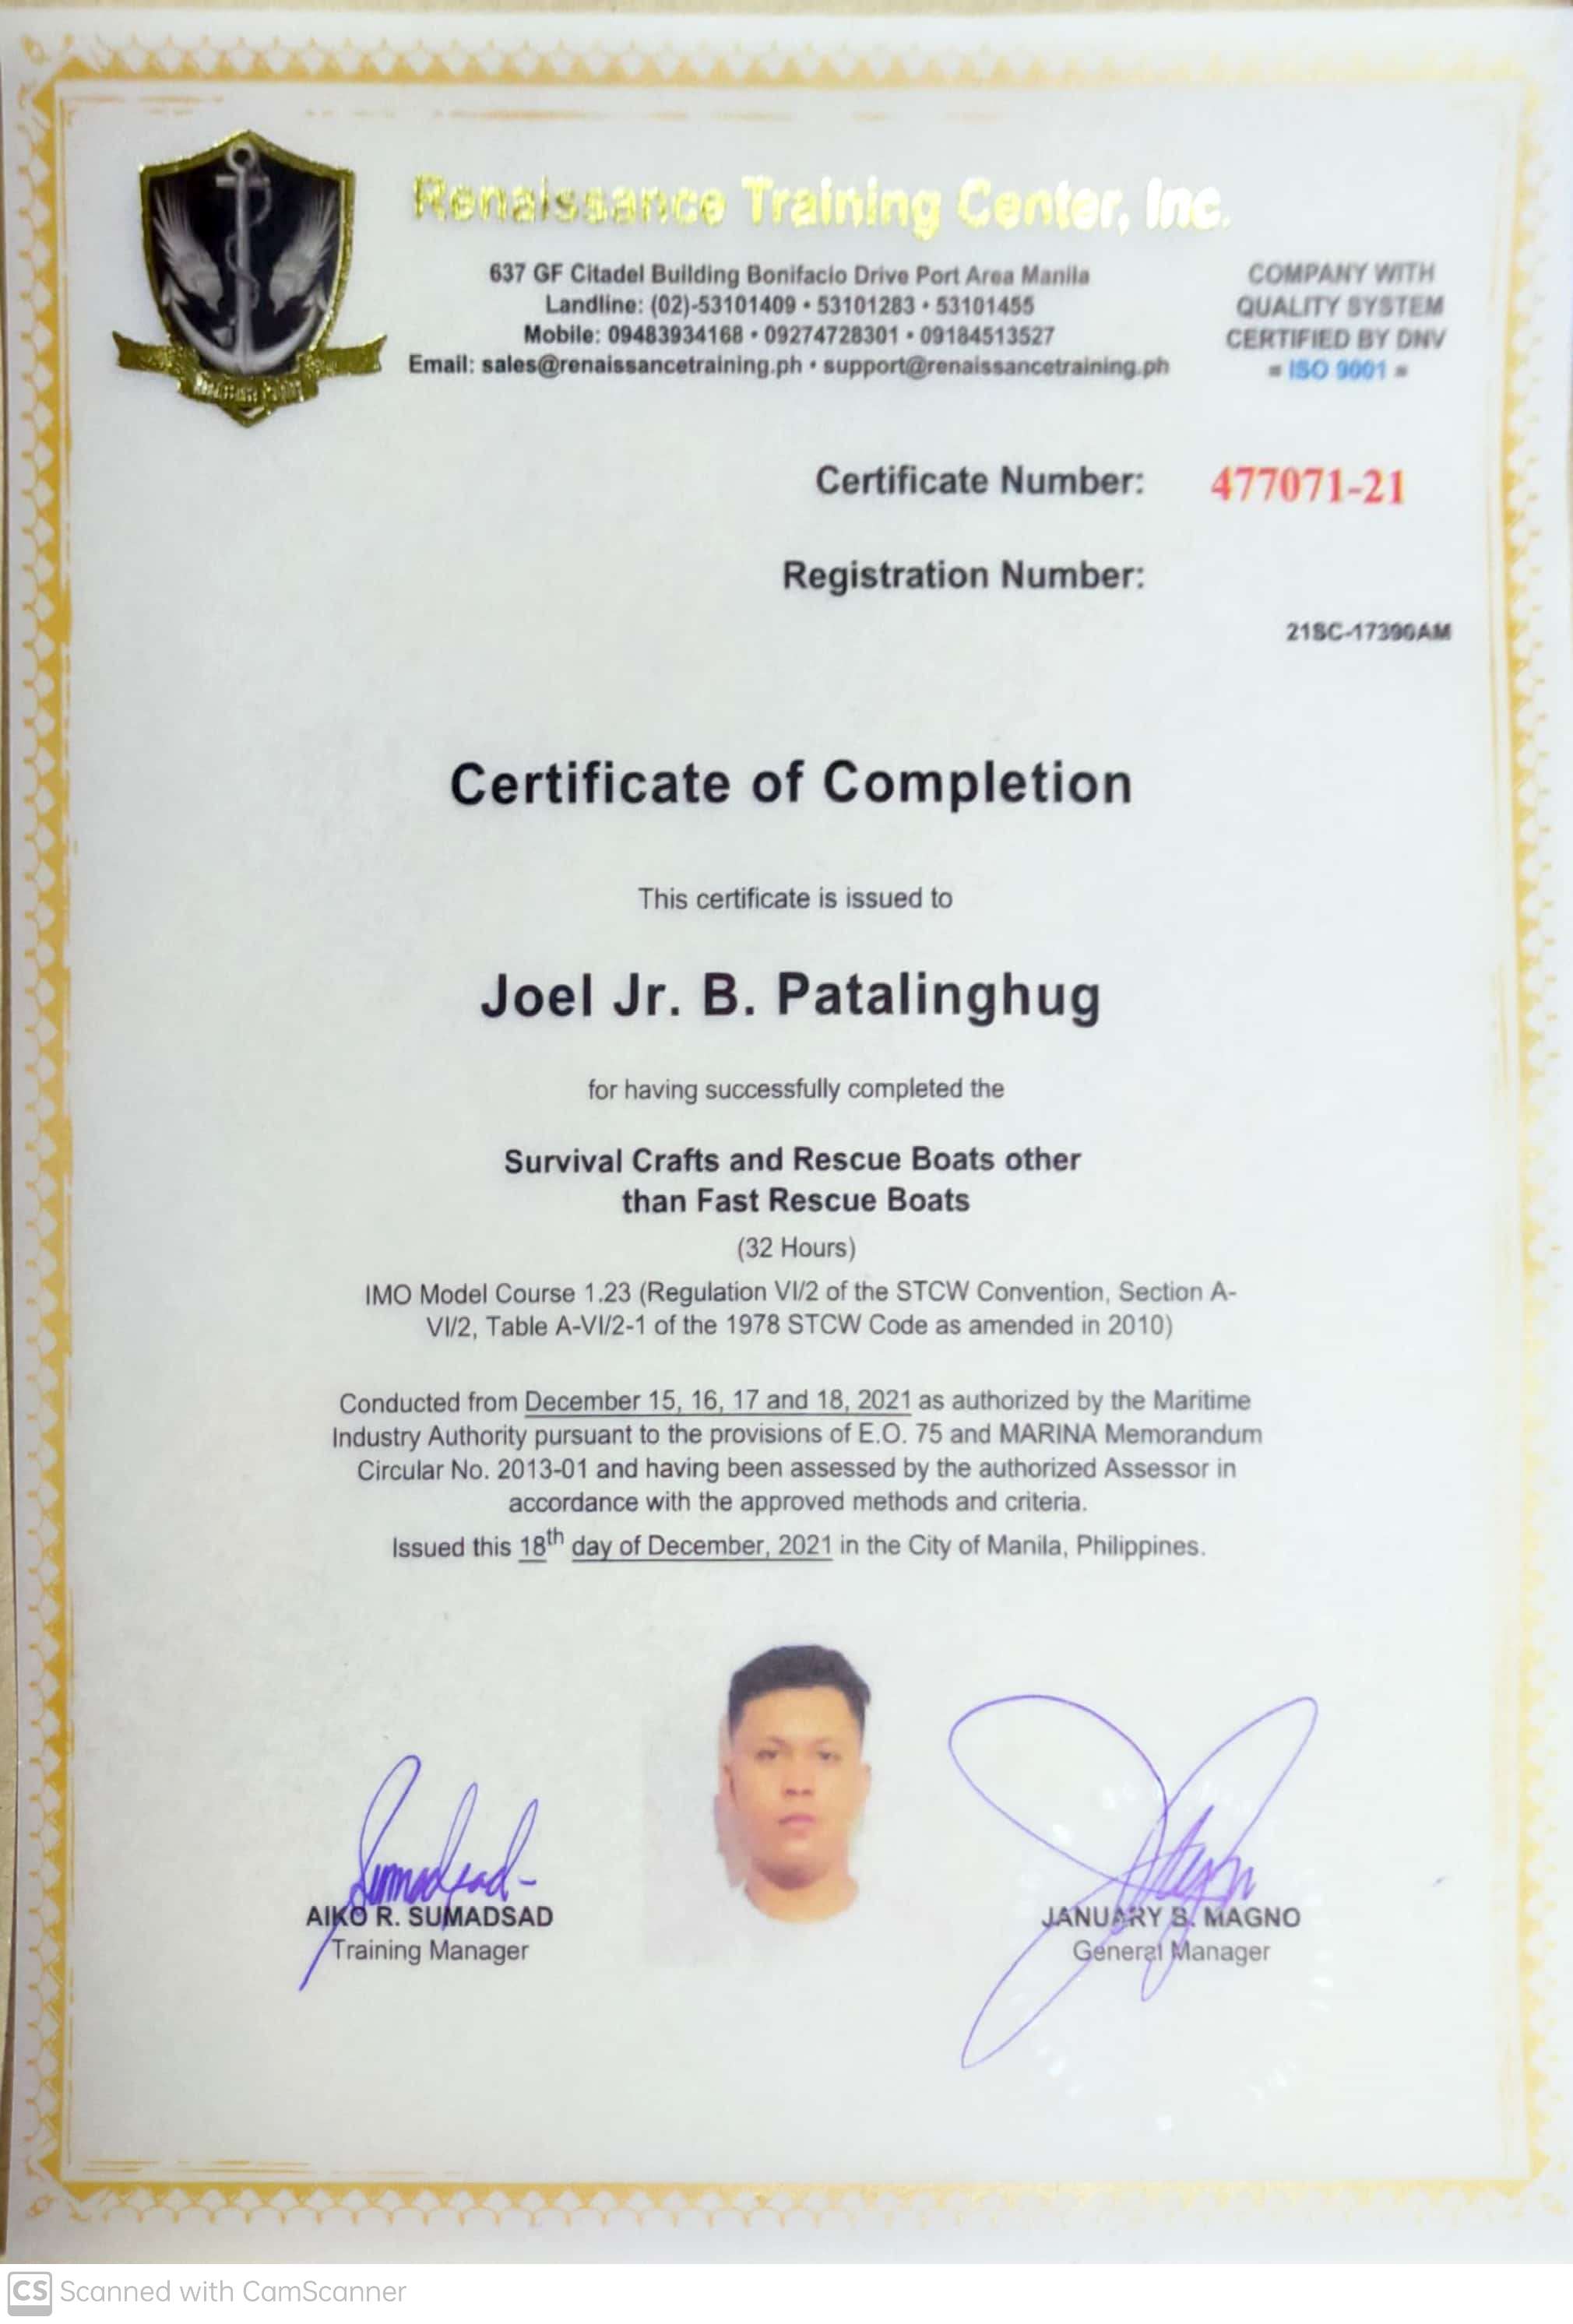 Renaissance Training Center, Inc.
637 GF Citadel Building Bonifacio Drive Port Area Manila
Landline: (02)-53101409 • 53101283 • 53101455
Mobile: 09483934168 • 09274728301 • 09184513527
Email: sales@renaissancetraining.ph • support@renaissancetraining.ph
COMPANY WITH
QUALITY SYSTEM
CERTIFIED BY DNV
= ISO 9001 =
Certificate Number: 477071-21
Registration Number:
21SC-17390AM
Certificate of Completion
This certificate is issued to
Joel Jr. B. Patalinghug
for having successfully completed the
Survival Crafts and Rescue Boats other
than Fast Rescue Boats
(32 Hours)
IMO Model Course 1.23 (Regulation VI/2 of the STCW Convention, Section A-
VI/2, Table A-VI/2-1 of the 1978 STCW Code as amended in 2010)
Conducted from December 15, 16, 17 and 18, 2021 as authorized by the Maritime
Industry Authority pursuant to the provisions of E.O. 75 and MARINA Memorandum
Circular No. 2013-01 and having been assessed by the authorized Assessor in
accordance with the approved methods and criteria.
Issued this 18th day of December, 2021 in the City of Manila, Philippines.
Sumadsad
AIKO R. SUMADSAD
Training Manager
JANUARY S. MAGNO
General Manager
CS Scanned with CamScanner